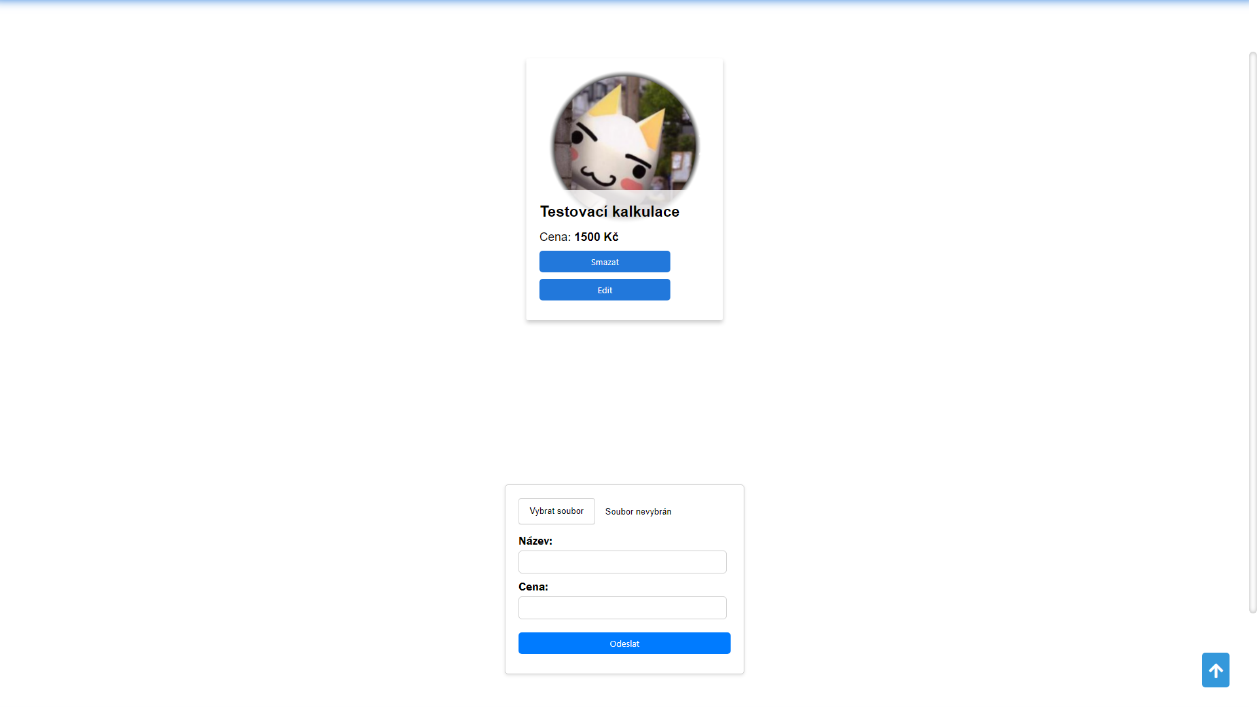 Testovací kalkulace
Cena: 1500 Kč
Smazat
Edit
Vybrat soubor Soubor nevybrán
Název:
Cena:
Odeslat